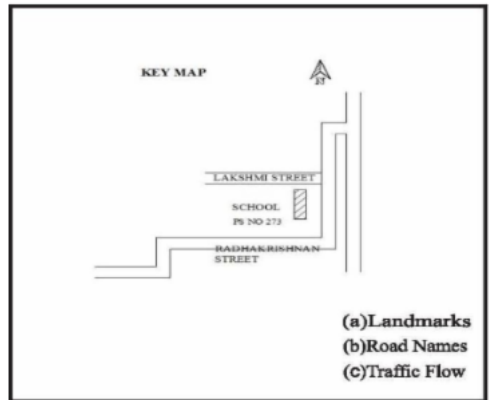 KEY MAP
N
LAKSHMI STREET
SCHOOL
PS NO 273
RADHAKRISHNAN
STREET
(a)Landmarks
(b)Road Names
(c)Traffic Flow